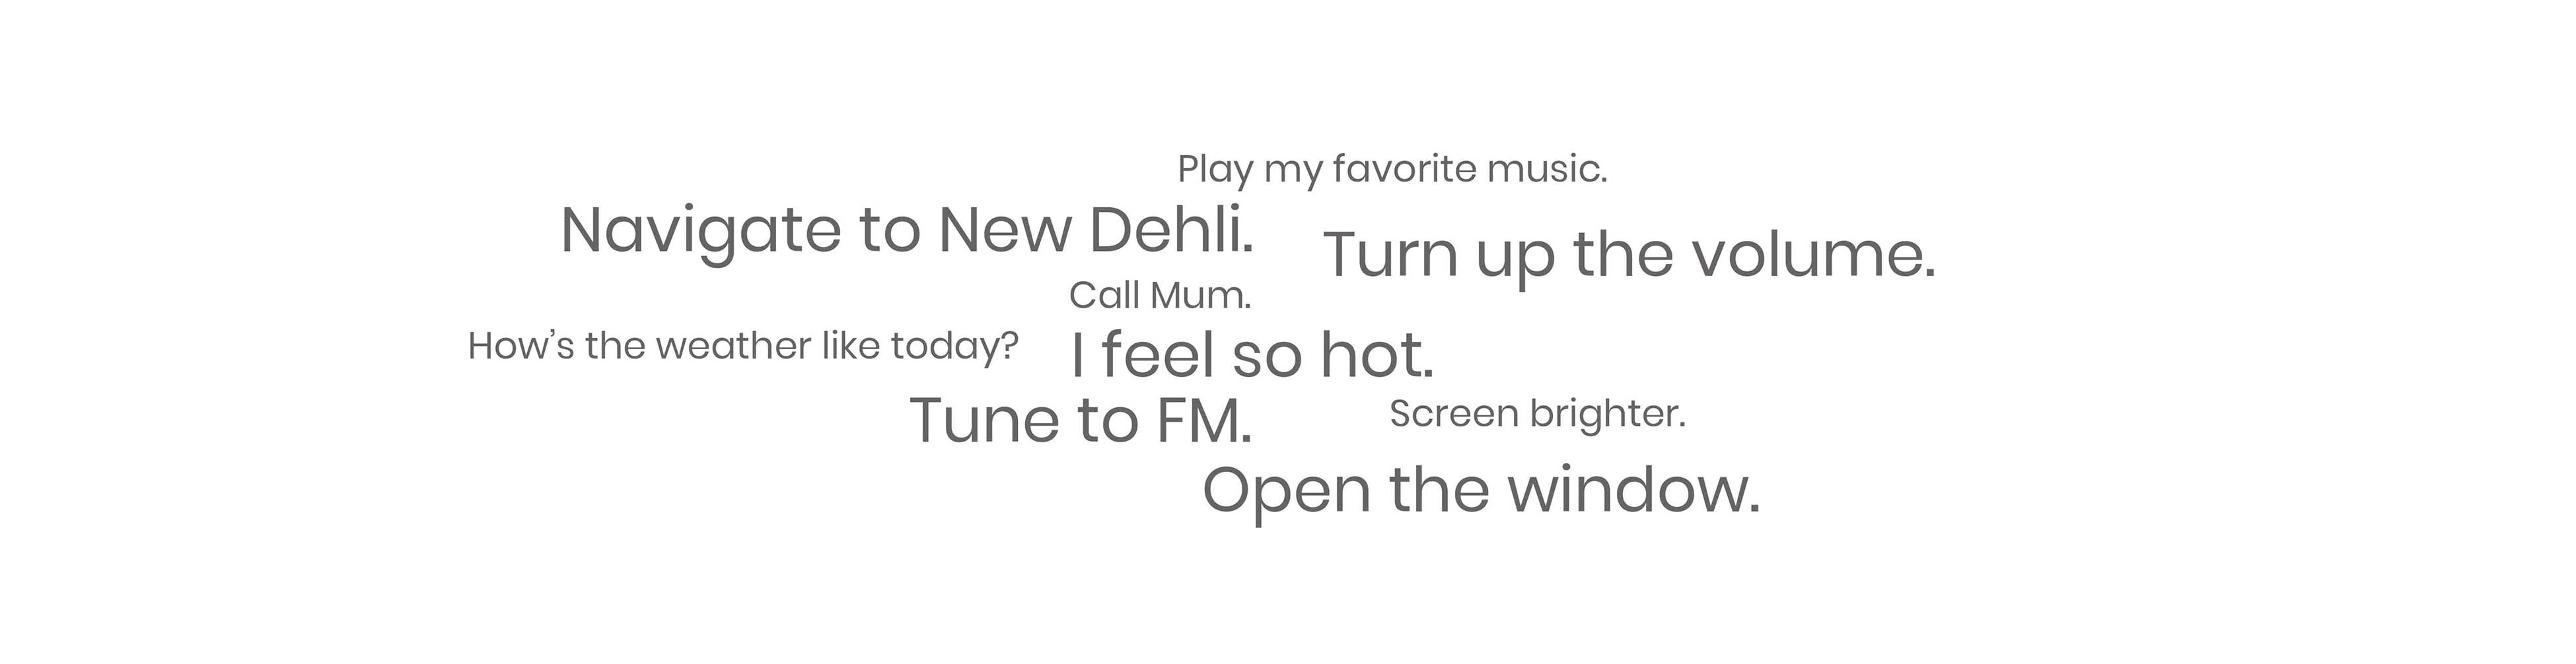 Play my favorite music.
Navigate to New Dehli.
Turn up the volume.
Call Mum.
How’s the weather like today?
I feel so hot.
Tune to FM.
Screen brighter.
Open the window.